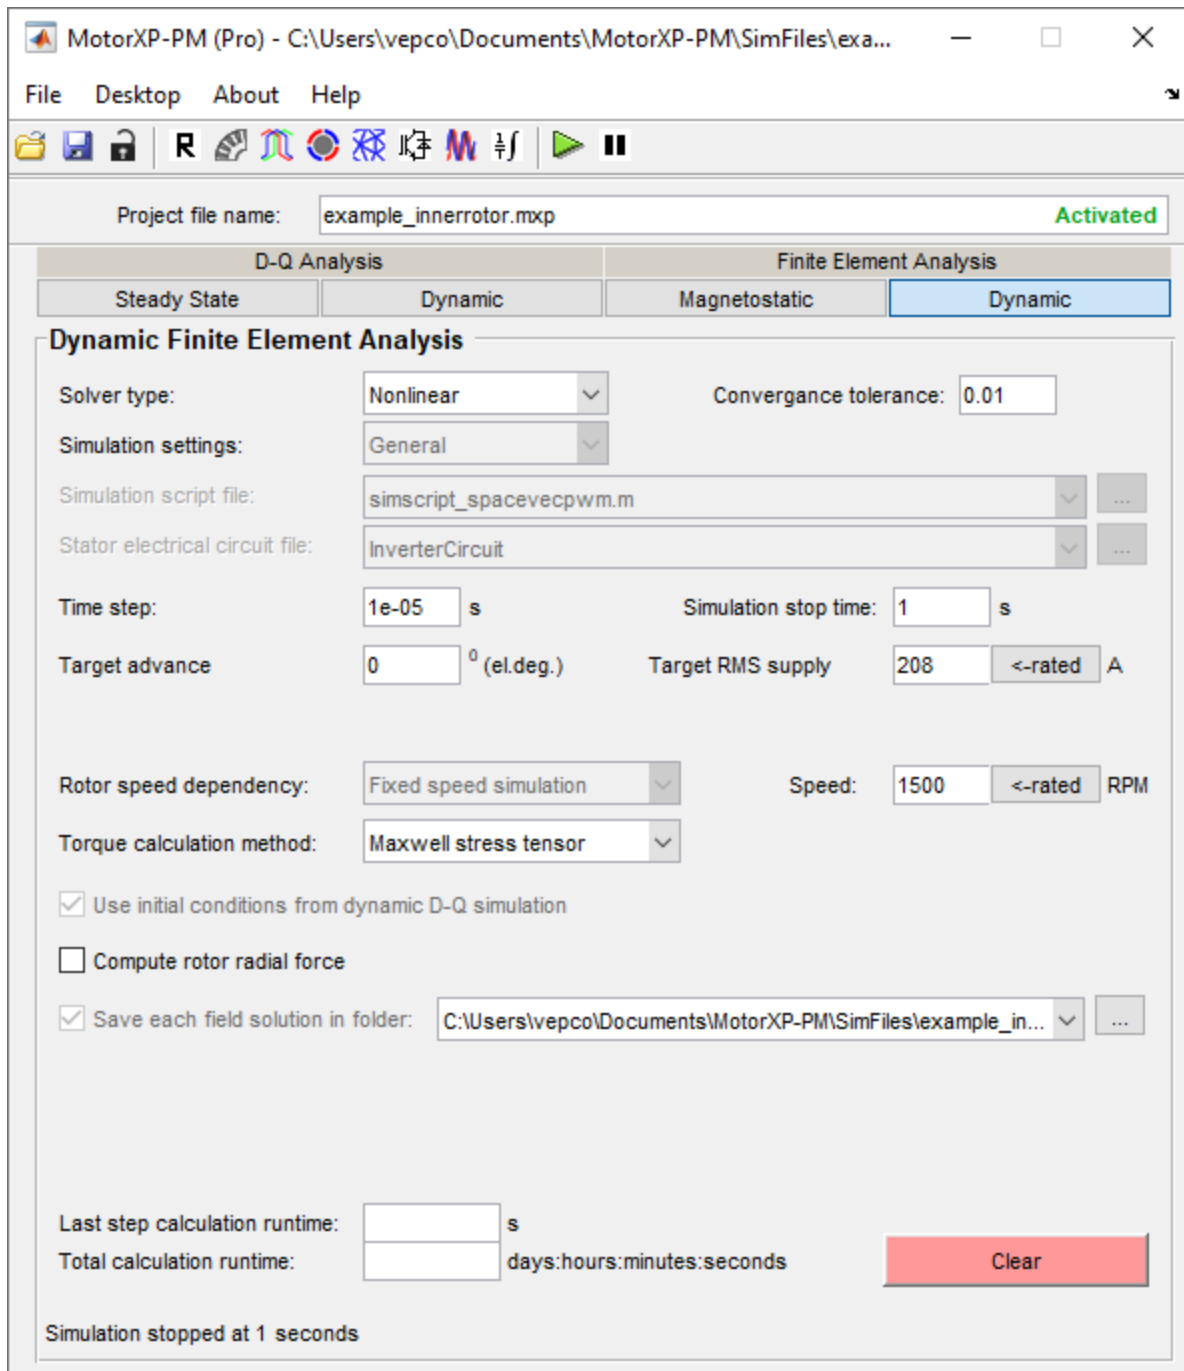 MotorXP-PM (Pro) - C:\Users\vepco\Documents\MotorXP-PM\SimFiles\exa...
File Desktop About Help
R
Project file name: example_innerrotor.mxp Activated
D-Q Analysis Finite Element Analysis
Steady State Dynamic Magnetostatic Dynamic
Dynamic Finite Element Analysis
Solver type: Nonlinear Convergance tolerance: 0.01
Simulation settings: General
Simulation script file: simscript_spacevecpwm.m ...
Stator electrical circuit file: InverterCircuit ...
Time step: 1e-05 s Simulation stop time: 1 s
Target advance 0 0 (el.deg.) Target RMS supply 208 <-rated A
Rotor speed dependency: Fixed speed simulation Speed: 1500 <-rated RPM
Torque calculation method: Maxwell stress tensor
Use initial conditions from dynamic D-Q simulation
Compute rotor radial force
Save each field solution in folder: C:\Users\vepco\Documents\MotorXP-PM\SimFiles\example_in... ...
Last step calculation runtime: s
Total calculation runtime: days:hours:minutes:seconds Clear
Simulation stopped at 1 seconds